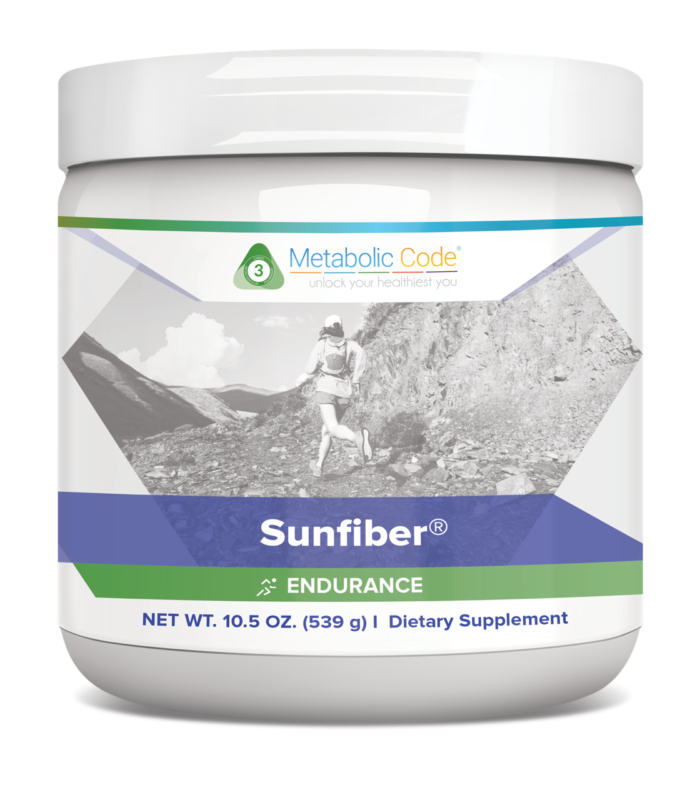 3
Metabolic Code®
unlock your healthiest you
Sunfiber®
ENDURANCE
NET WT. 10.5 OZ. (539 g) | Dietary Supplement